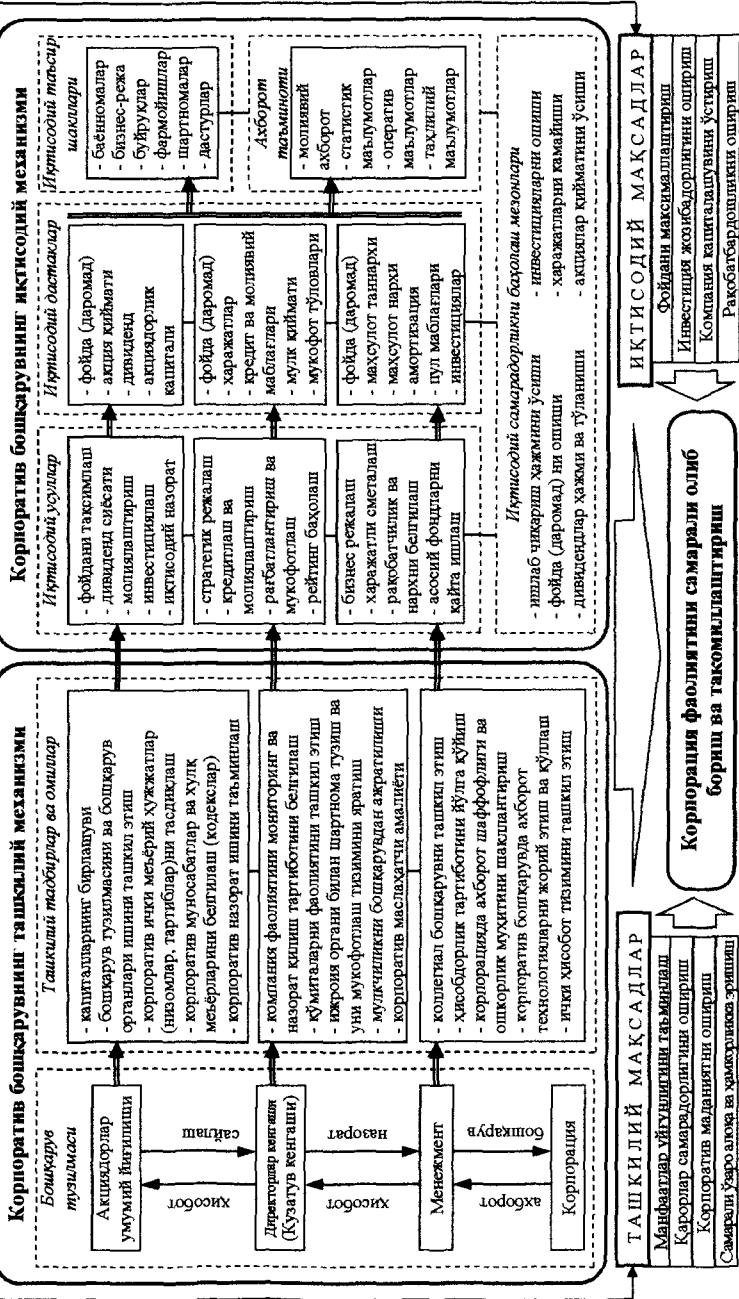 Корпоратив бошқарувнинг ташкилий механизми
Бошқарув
тузилмаси
Акциядорлар
умумий йиғилиши
ҳисобот
сайлаш
Директорлар кенгаши
(Кузатув кенгаши)
ҳисобот
назорат
Менежмент
ахборот
бошқарув
Корпорация
Ташкилий тадбирлар ва омиллар
- капиталларнинг бирлашуви
- бошқарув тузилмасини ва бошқарув
органлари ишини ташкил этиш
- корпоратив ички меъёрий ҳужжатлар
(низомлар, тартиблар)ни тасдиқлаш
- корпоратив муносабатлар ва хулқ
меъёрларини белгилаш (кодекслар)
- корпоратив назорат ишини таъминлаш
- компания фаолиятини мониторинг ва
назорат қилиш тартиботини белгилаш
- қўмиталарни фаолиятини ташкил этиш
- ижроия органи билан шартнома тузиш ва
уни мукофотлаш тизимини яратиш
- мулкчиликни бошқарувдан ажратилиши
- корпоратив маслаҳатчи амалиёти
- коллегиал бошқарувни ташкил этиш
- ҳисобдорлик тартиботини йўлга қўйиш
- корпорацияда ахборот шаффофлиги ва
ошкорлик муҳитини шакллантириш
- корпоратив бошқарувда ахборот
технологияларни жорий этиш ва қўллаш
- ички ҳисобот тизимини ташкил этиш
Корпоратив бошқарувнинг иқтисодий механизми
Иқтисодий усуллар
- фойдани тақсимлаш
- дивиденд сиёсати
- молиялаштириш
- инвестициялаш
- иқтисодий назорат
- стратегик режалаш
- кредитлаш ва
молиялаштириш
- рағбатлантириш ва
мукофотлаш
- рейтинг баҳолаш
- бизнес режалаш
- харажатли сметалаш
- рақобатчилик ва
нархни белгилаш
- асосий фондларни
қайта ишлаш
Иқтисодий дастаклар
- фойда (даромад)
- акция қиймати
- дивиденд
- акциядорлик
капитали
- фойда (даромад)
- харажатлар
- кредит ва молиявий
маблағлари
- мулк қиймати
- мукофот тўловлари
- фойда (даромад)
- маҳсулот таннархи
- маҳсулот нархи
- амортизация
- пул маблағлари
- инвестициялар
Иқтисодий таъсир
шакллари
- баённомалар
- бизнес-режа
- буйруқлар
- фармойишлар
- шартномалар
- дастурлар
Ахборот
таъминоти
- молиявий
ахборот
- статистик
маълумотлар
- оператив
маълумотлар
- таҳлилий
маълумотлар
Иқтисодий самарадорликни баҳолаш мезонлари
- ишлаб чиқариш ҳажмини ўсиши
- фойда (даромад) ни ошиши
- дивидендлар ҳажми ва тўланиши
- инвестицияларни ошиши
- харажатларни камайиши
- акциялар қийматини ўсиши
ТАШКИЛИЙ МАҚСАДЛАР
Манфаатлар уйғунлигини таъминлаш
Қарорлар самарадорлигини ошириш
Корпоратив маданиятни ошириш
Самарали ўзаро алоқа ва ҳамкорликка эришиш
Корпорация фаолиятини самарали олиб
бориш ва такомиллаштириш
ИҚТИСОДИЙ МАҚСАДЛАР
Фойдани максималлаштириш
Инвестиция жозибадорлигини ошириш
Компания капиталашувини ўстириш
Рақобатбардошликни ошириш